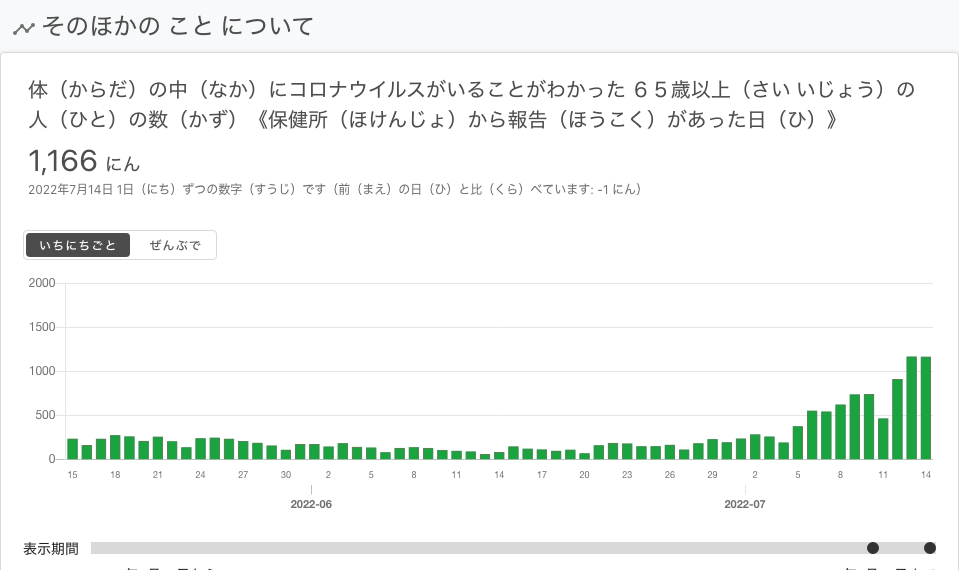 そのほかの こと について
体（からだ）の中（なか）にコロナウイルスがいることがわかった ６５歳以上（さい いじょう）の
人（ひと）の数（かず）《保健所（ほけんじょ）から報告（ほうこく）があった日（ひ）》
1,166 にん
2022年7月14日 1日（にち）ずつの数字（すうじ）です（前（まえ）の日（ひ）と比（くら）べています: -1 にん）
いちにちごと ぜんぶで
2000
1500
1000
500
0
15 18 21 24 27 30 2 5 8 11 14 17 20 23 26 29 2 5 8 11 14
2022-06 2022-07
表示期間